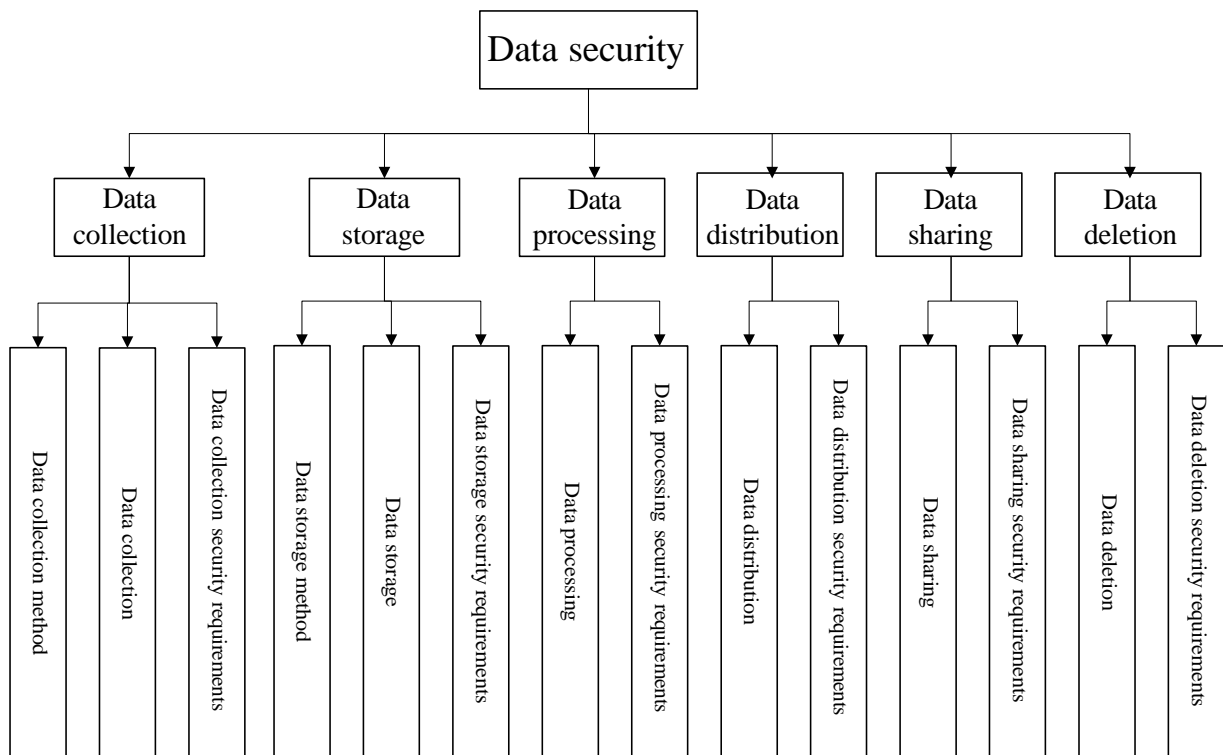 Data security
Data
collection
Data
storage
Data
processing
Data
distribution
Data
sharing
Data
deletion
Data collection method
Data collection
Data collection security requirements
Data storage method
Data storage
Data storage security requirements
Data processing
Data processing security requirements
Data distribution
Data distribution security requirements
Data sharing
Data sharing security requirements
Data deletion
Data deletion security requirements